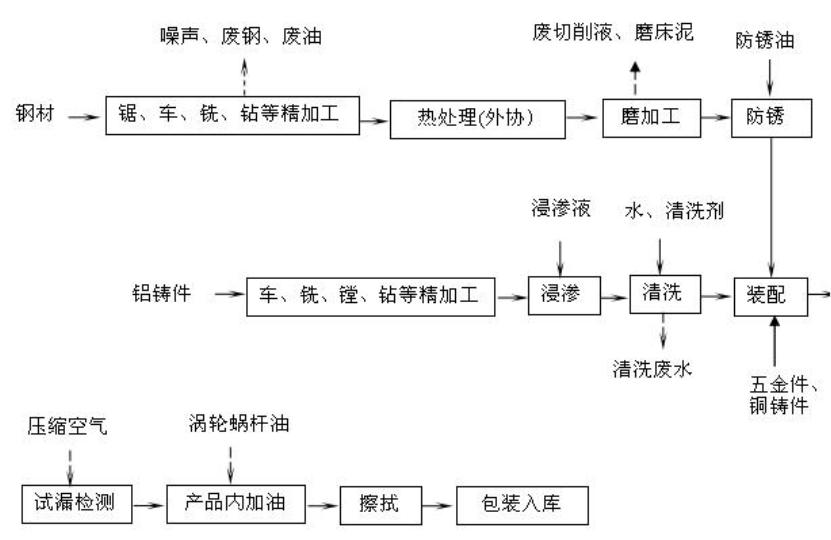 噪声、废钢、废油
废切削液、磨床泥
防锈油
钢材
锯、车、铣、钻等精加工
热处理(外协)
磨加工
防锈
浸渗液
水、清洗剂
铝铸件
车、铣、镗、钻等精加工
浸渗
清洗
装配
清洗废水
五金件、
铜铸件
压缩空气
涡轮蜗杆油
试漏检测
产品内加油
擦拭
包装入库